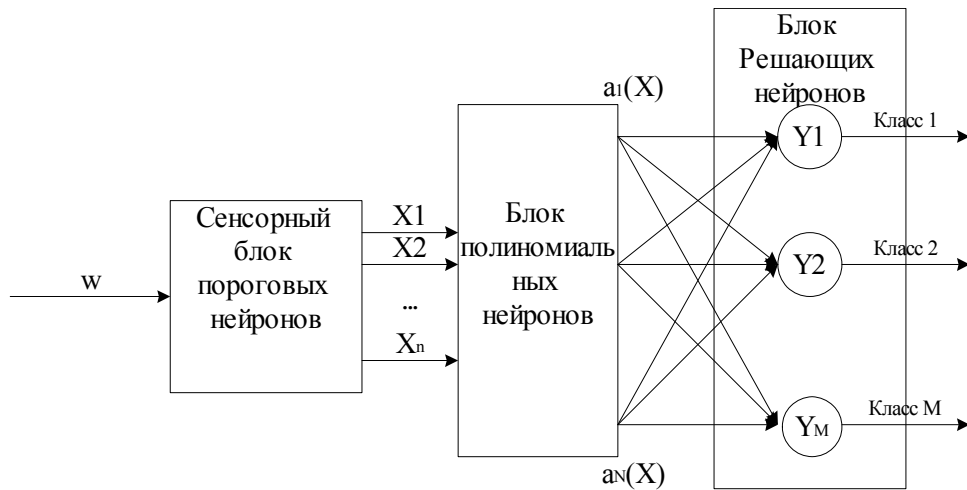 w
Сенсорный
блок
пороговых
нейронов
X1
X2
...
Xn
Блок
полиномиаль
ных
нейронов
a1(X)
aN(X)
Блок
Решающих
нейронов
Y1
Класс 1
Y2
Класс 2
YM
Класс M